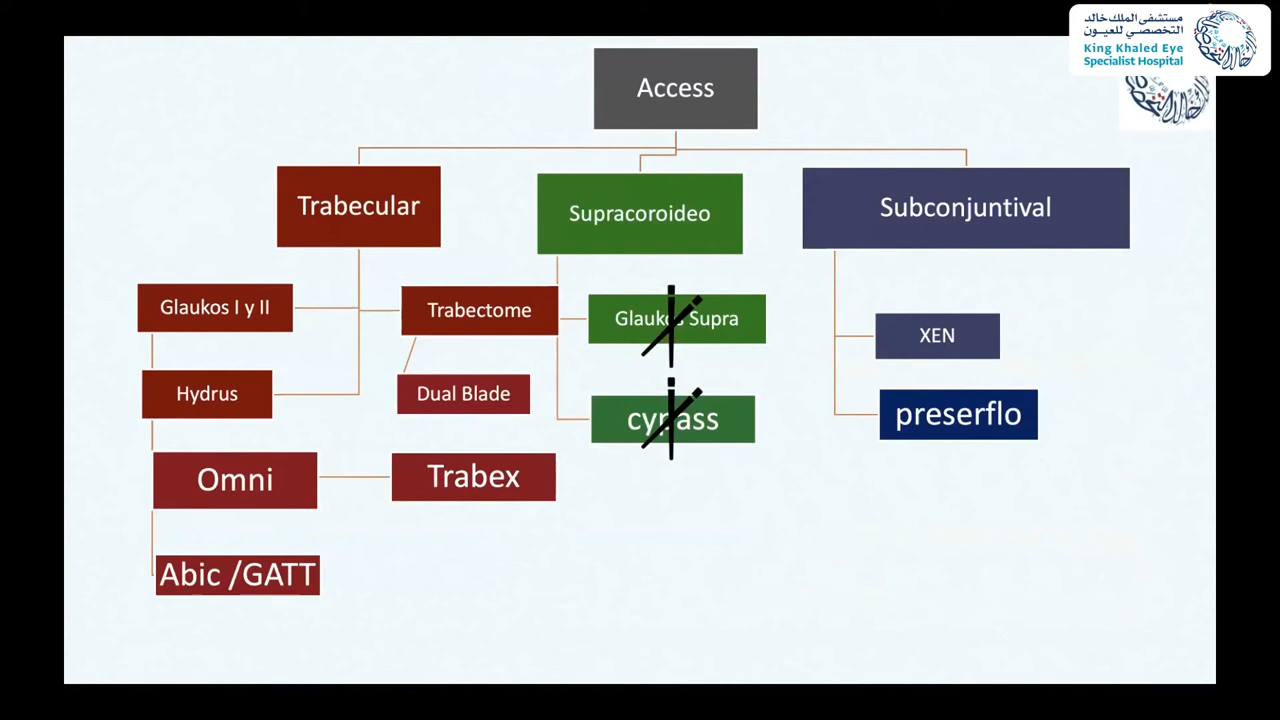 مستشفى الملك خالد
التخصصي للعيون
King Khaled Eye
Specialist Hospital
Access
Trabecular
Supracoroideo
Subconjuntival
Glaukos I y II
Trabectome
Glaukos Supra
XEN
Hydrus
Dual Blade
cypass
preserflo
Omni
Trabex
Abic /GATT